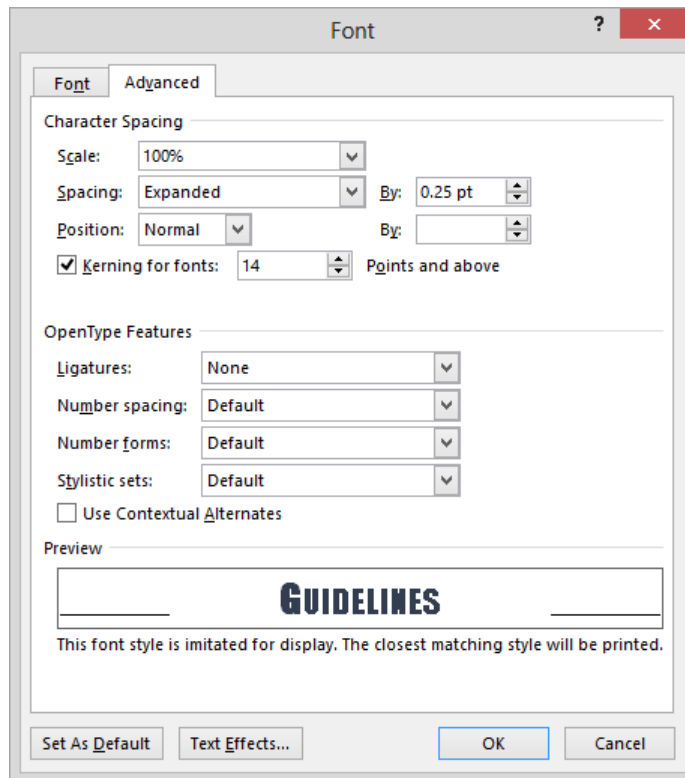 Font ?
Font Advanced
Character Spacing
Scale: 100%
Spacing: Expanded By: 0.25 pt
Position: Normal By:
Kerning for fonts: 14 Points and above
OpenType Features
Ligatures: None
Number spacing: Default
Number forms: Default
Stylistic sets: Default
Use Contextual Alternates
Preview
GUIDELINES
This font style is imitated for display. The closest matching style will be printed.
Set As Default Text Effects... OK Cancel